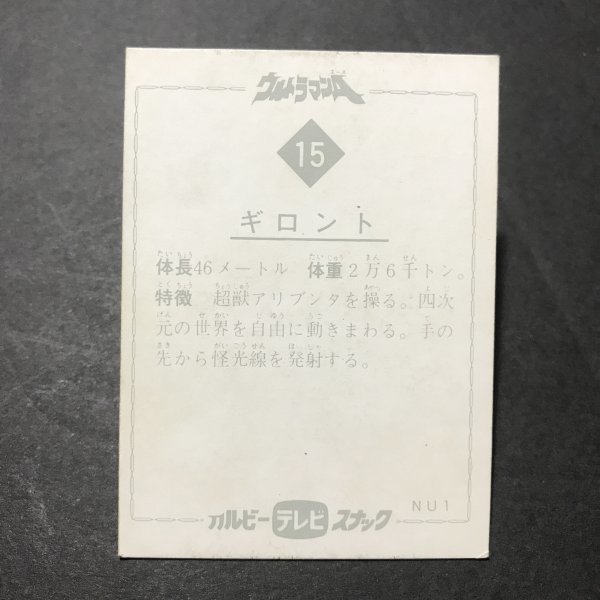 ウルトラマンA
15
ギロント
体長46メートル 体重2万6千トン。
特徴 超獣アリブンタを操る。四次
元の世界を自由に動きまわる。手の
先から怪光線を発射する。
NU1
カルビー テレビ スナック